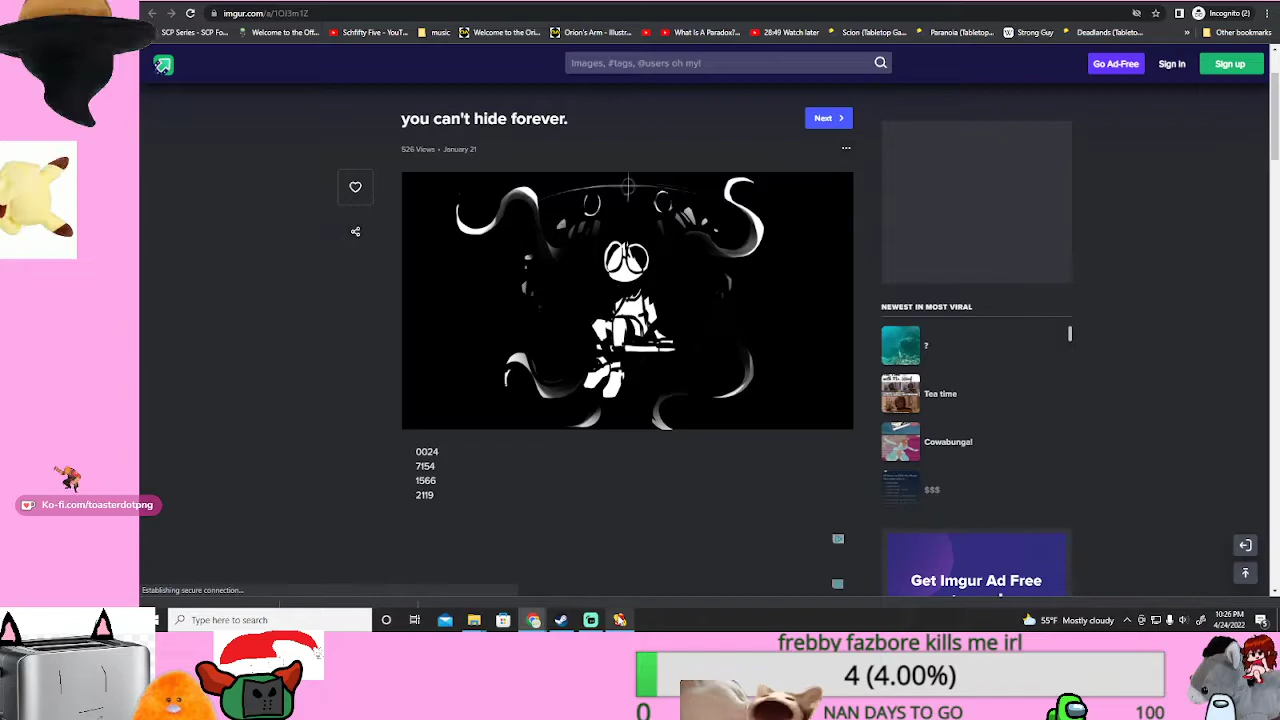 imgur.com/a/1OI3m1Z
Incognito (2)
SCP Series - SCP Fo...
Welcome to the Off...
Schfifty Five - YouT...
music
Welcome to the Ori...
Orion's Arm - Illustr...
What Is A Paradox?...
28:49 Watch later
Scion (Tabletop Ga...
Paranoia (Tabletop...
Strong Guy
Deadlands (Tableto...
»
Other bookmarks
Images, #tags, @users oh my!
Go Ad-Free
Sign in
Sign up
you can't hide forever.
Next
526 Views • January 21
NEWEST IN MOST VIRAL
?
Tea time
Cowabunga!
$$$
0024
7154
1566
2119
Ko-fi.com/toasterdotpng
Get Imgur Ad Free
Establishing secure connection...
Type here to search
55°F Mostly cloudy
10:26 PM
4/24/2022
frebby fazbore kills me irl
4 (4.00%)
0
NAN DAYS TO GO
100